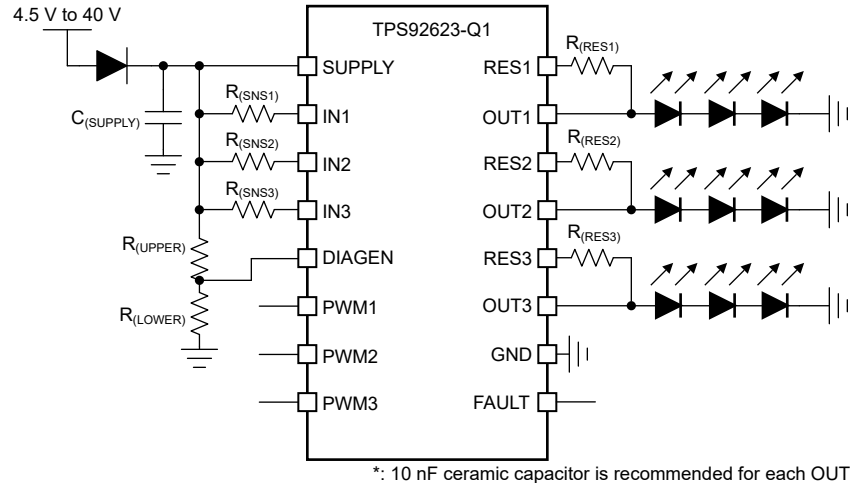 4.5 V to 40 V
TPS92623-Q1
C(SUPPLY)
R(SNS1)
R(SNS2)
R(SNS3)
R(UPPER)
R(LOWER)
SUPPLY
IN1
IN2
IN3
DIAGEN
PWM1
PWM2
PWM3
RES1
OUT1
RES2
OUT2
RES3
OUT3
GND
FAULT
R(RES1)
R(RES2)
R(RES3)
*: 10 nF ceramic capacitor is recommended for each OUT